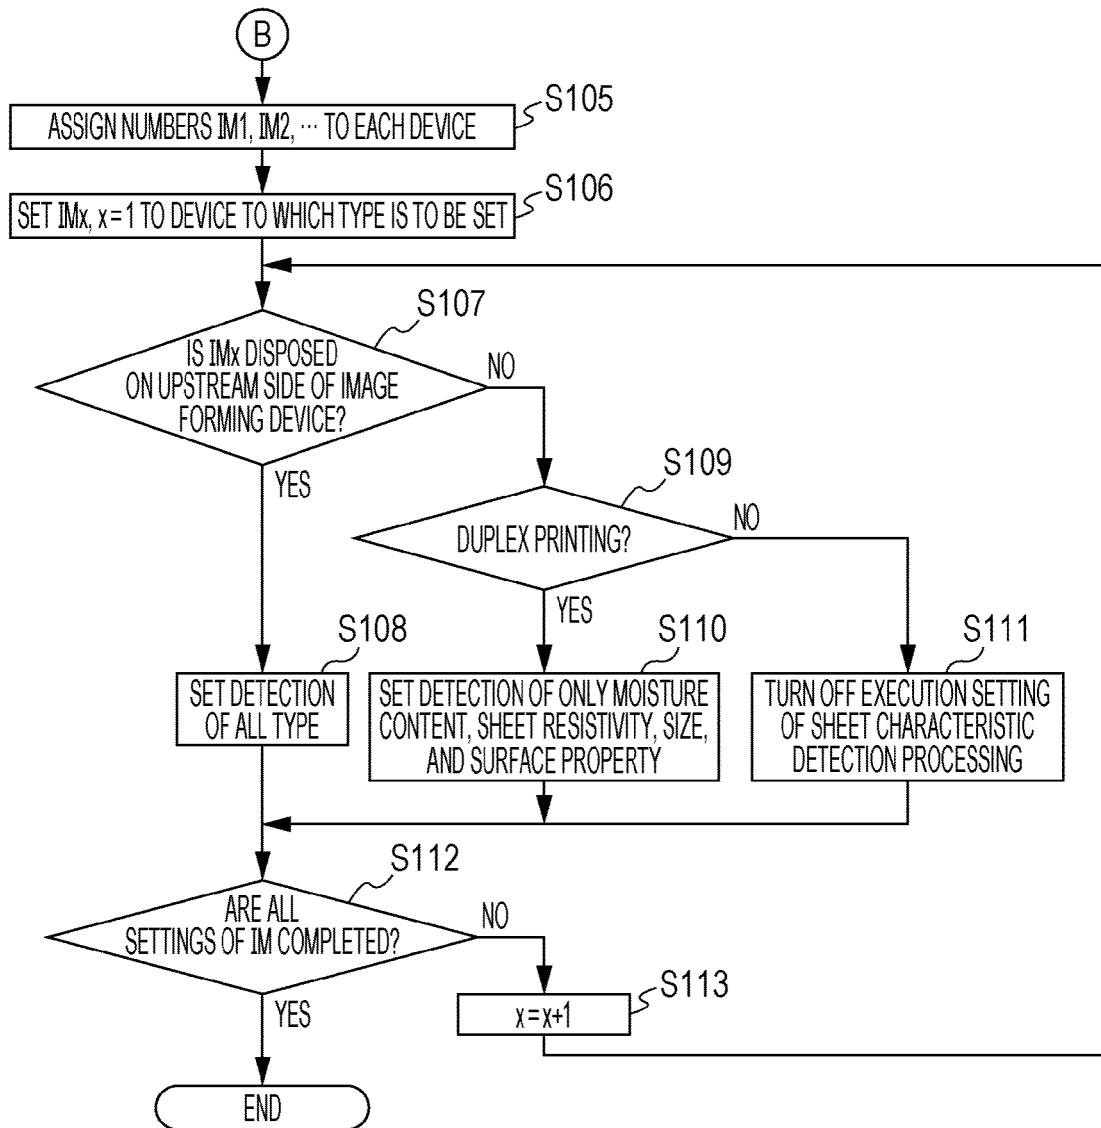 B
S105
ASSIGN NUMBERS IM1, IM2, ··· TO EACH DEVICE
S106
SET IMx, x=1 TO DEVICE TO WHICH TYPE IS TO BE SET
S107
IS IMx DISPOSED
ON UPSTREAM SIDE OF IMAGE
FORMING DEVICE?
NO
YES
S109
DUPLEX PRINTING?
NO
YES
S108
SET DETECTION
OF ALL TYPE
S110
SET DETECTION OF ONLY MOISTURE
CONTENT, SHEET RESISTIVITY, SIZE,
AND SURFACE PROPERTY
S111
TURN OFF EXECUTION SETTING
OF SHEET CHARACTERISTIC
DETECTION PROCESSING
S112
ARE ALL
SETTINGS OF IM COMPLETED?
NO
YES
S113
x=x+1
END